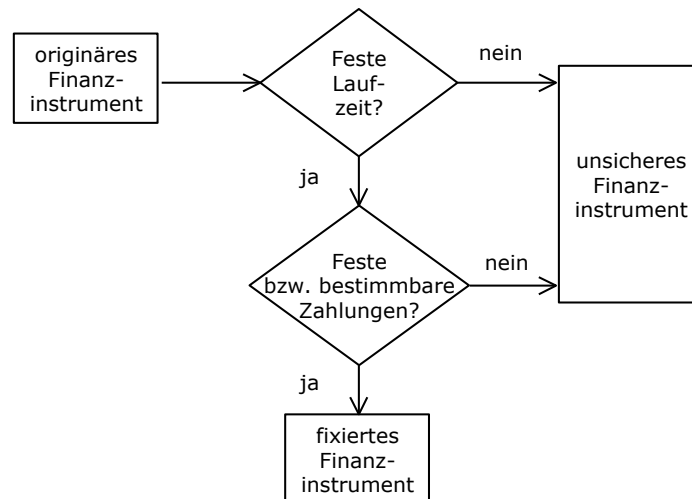 originäres
Finanz-
instrument
Feste
Lauf-
zeit?
nein
ja
unsicheres
Finanz-
instrument
Feste
bzw. bestimmbare
Zahlungen?
nein
ja
fixiertes
Finanz-
instrument